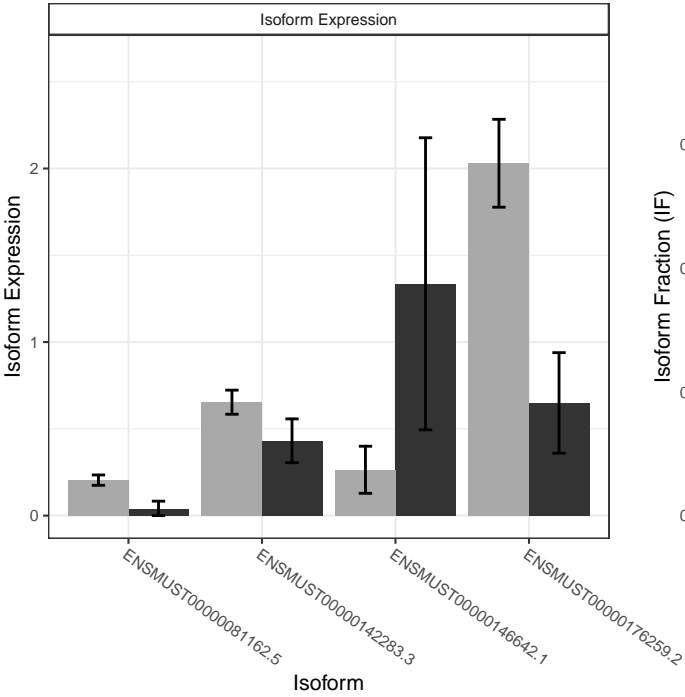 Isoform Expression
Isoform Expression
2
1
0
ENSMUST00000081162.5
ENSMUST00000142283.3
ENSMUST00000146642.1
ENSMUST00000176259.2
Isoform
Isoform Fraction (IF)